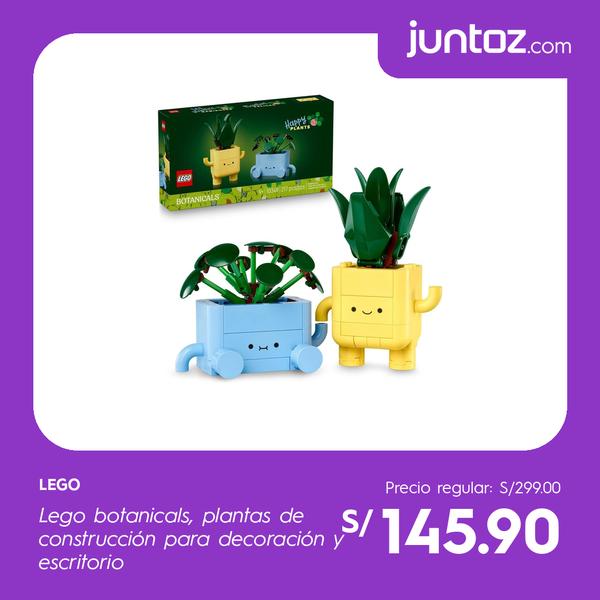 juntoz.com
Happy
PLANTS
LEGO
BOTANICALS
LEGO
Precio regular: S/299.00
Lego botanicals, plantas de
construcción para decoración y
escritorio
S/ 145.90